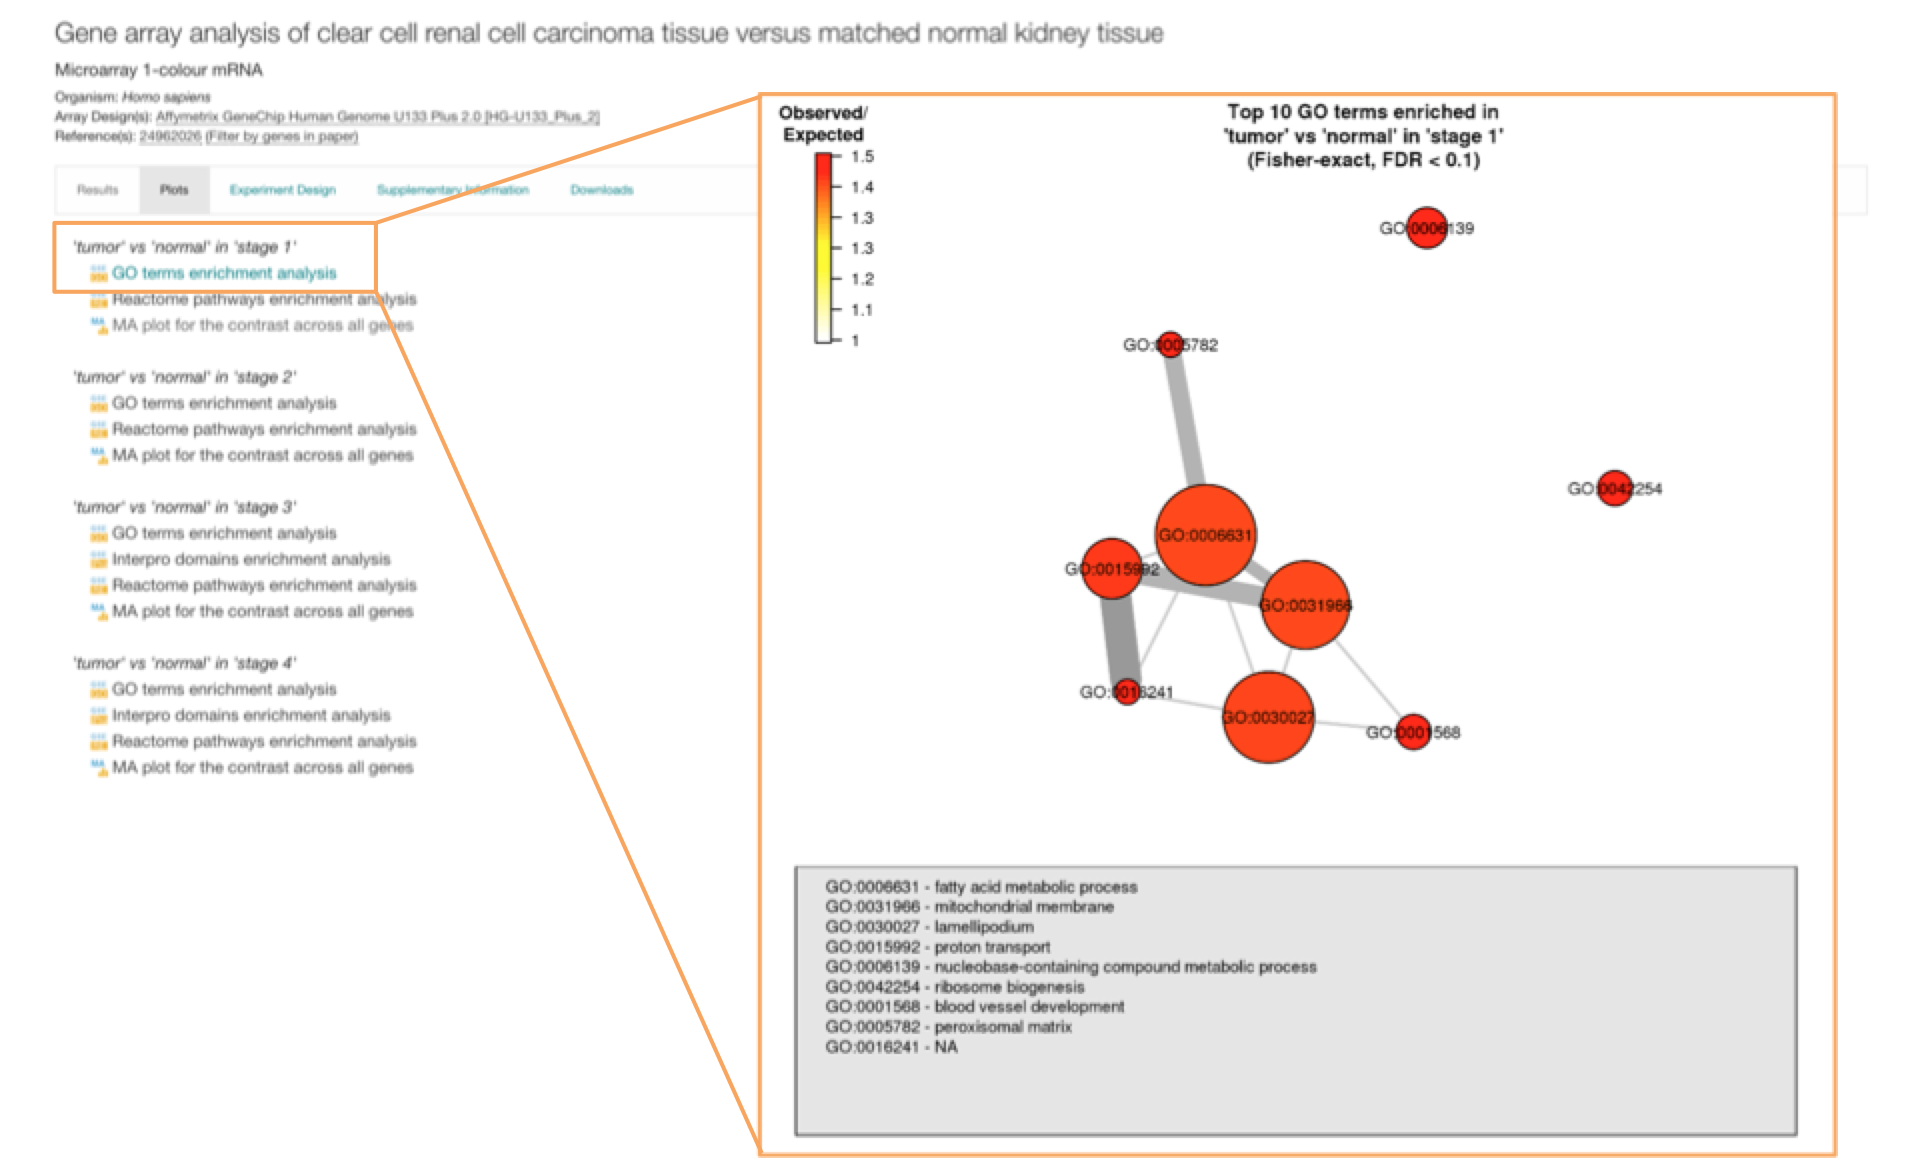 Gene array analysis of clear cell renal cell carcinoma tissue versus matched normal kidney tissue
Microarray 1-colour mRNA
Organism: Homo sapiens
Array Design(s): Affymetrix GeneChip Human Genome U133 Plus 2.0 [HG-U133_Plus_2]
Reference(s): 24962026 (Filter by genes in paper)
Results Plots Experiment Design Supplementary Information Downloads
'tumor' vs 'normal' in 'stage 1'
GO terms enrichment analysis
Reactome pathways enrichment analysis
MA plot for the contrast across all genes
'tumor' vs 'normal' in 'stage 2'
GO terms enrichment analysis
Reactome pathways enrichment analysis
MA plot for the contrast across all genes
'tumor' vs 'normal' in 'stage 3'
GO terms enrichment analysis
Interpro domains enrichment analysis
Reactome pathways enrichment analysis
MA plot for the contrast across all genes
'tumor' vs 'normal' in 'stage 4'
GO terms enrichment analysis
Interpro domains enrichment analysis
Reactome pathways enrichment analysis
MA plot for the contrast across all genes
Observed/
Expected
1.5
1.4
1.3
1.3
1.2
1.1
1
Top 10 GO terms enriched in
'tumor' vs 'normal' in 'stage 1'
(Fisher-exact, FDR < 0.1)
GO:0006139
GO:0005782
GO:0042254
GO:0006631
GO:0015992
GO:0031966
GO:0016241
GO:0030027
GO:0001568
GO:0006631 - fatty acid metabolic process
GO:0031966 - mitochondrial membrane
GO:0030027 - lamellipodium
GO:0015992 - proton transport
GO:0006139 - nucleobase-containing compound metabolic process
GO:0042254 - ribosome biogenesis
GO:0001568 - blood vessel development
GO:0005782 - peroxisomal matrix
GO:0016241 - NA